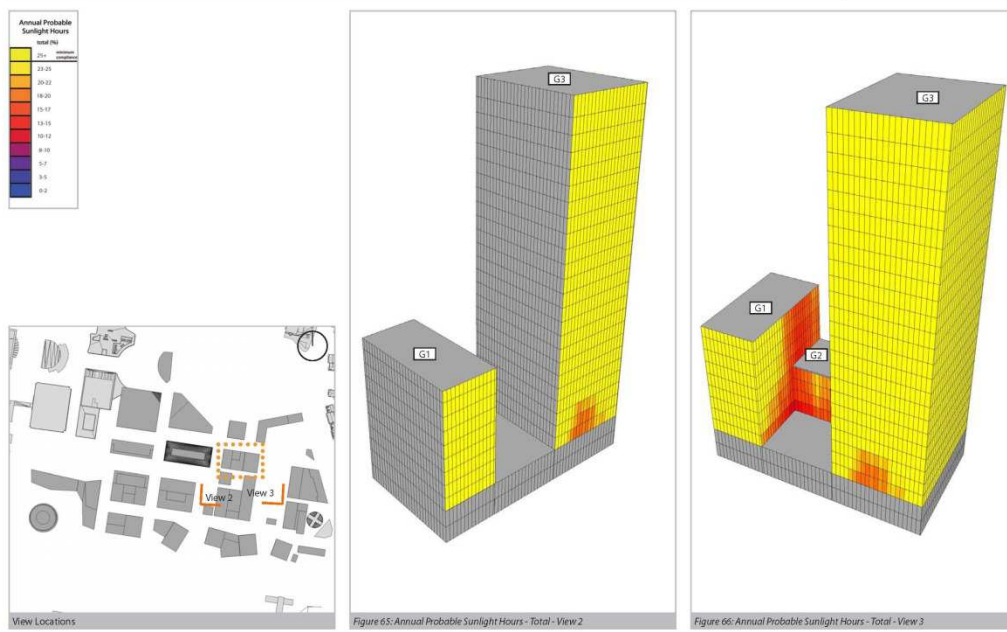 Annual Probable
Sunlight Hours
total (%)
25+ minimum compliance
23-25
20-22
18-20
15-17
13-15
10-12
8-10
5-7
3-5
0-2
View 2
View 3
View Locations
G3
G1
Figure 65: Annual Probable Sunlight Hours - Total - View 2
G3
G1
G2
Figure 66: Annual Probable Sunlight Hours - Total - View 3